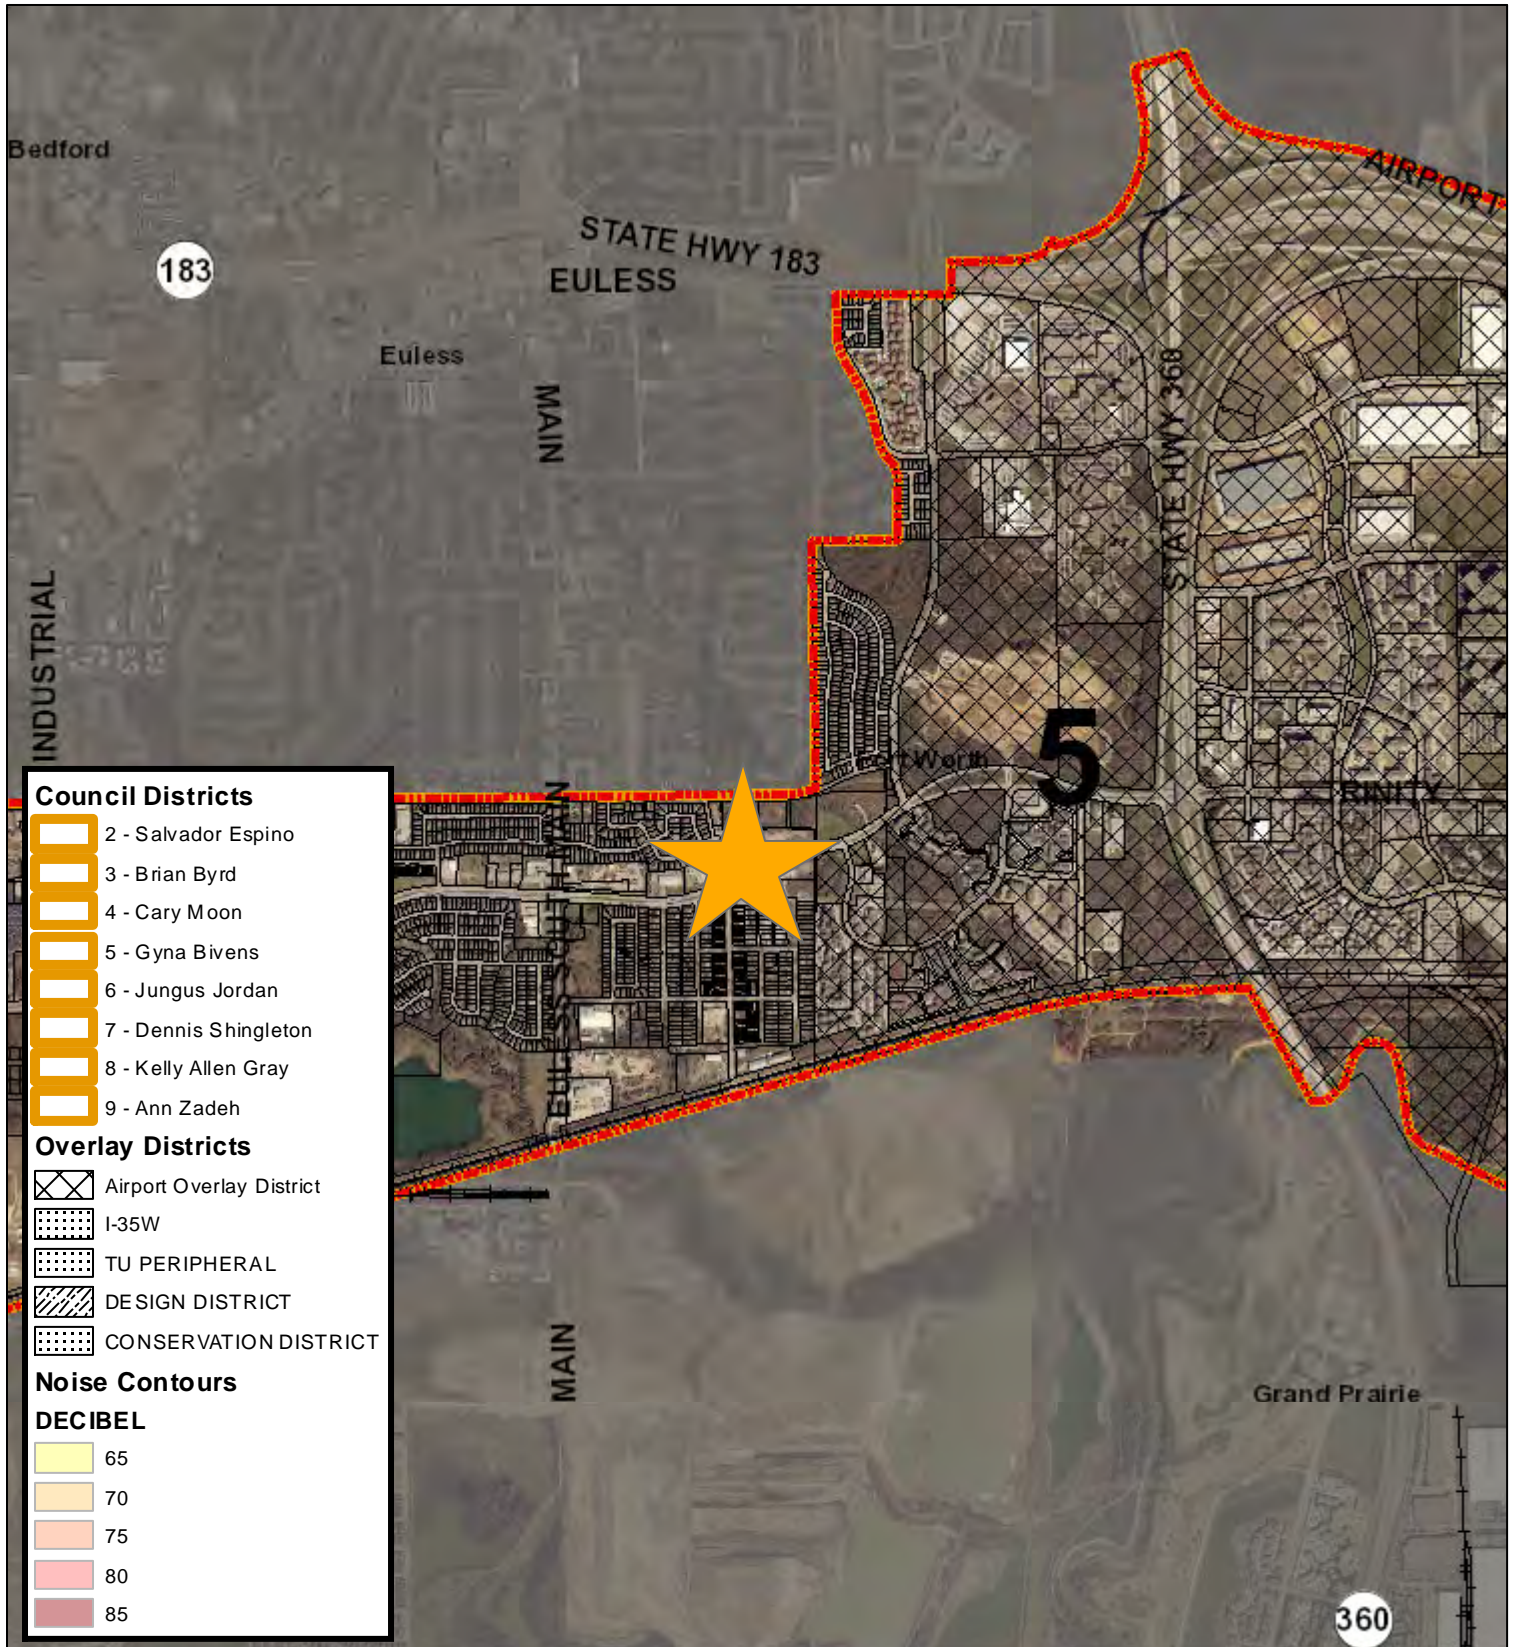 Bedford
AIRPORT
183
STATE HWY 183
EULESS
Euless
MAIN
STATE HWY 360
INDUSTRIAL
5
TRINITY
EULESS SOUTH MAIN
Council Districts
2 - Salvador Espino
3 - Brian Byrd
4 - Cary Moon
5 - Gyna Bivens
6 - Jungus Jordan
7 - Dennis Shingleton
8 - Kelly Allen Gray
9 - Ann Zadeh
Overlay Districts
Airport Overlay District
I-35W
TU PERIPHERAL
DESIGN DISTRICT
CONSERVATION DISTRICT
Noise Contours
DECIBEL
65
70
75
80
85
MAIN
Grand Prairie
360
Fort Worth